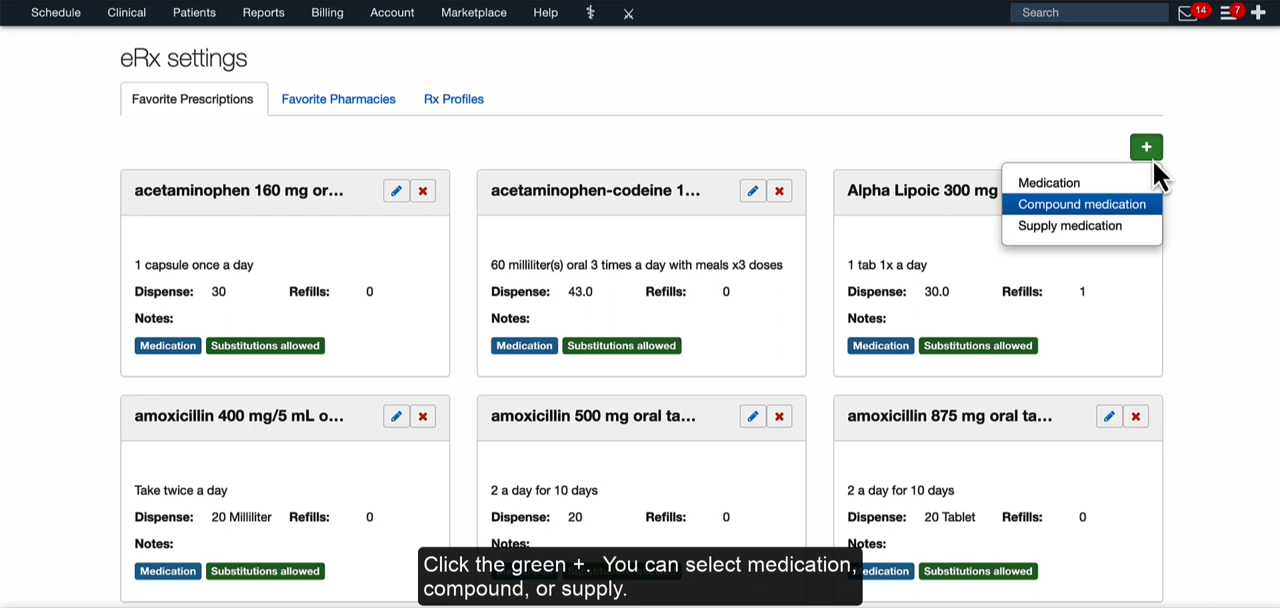 Schedule Clinical Patients Reports Billing Account Marketplace Help Search 14 7
eRx settings
Favorite Prescriptions Favorite Pharmacies Rx Profiles
+
Medication
Compound medication
Supply medication
acetaminophen 160 mg or...
1 capsule once a day
Dispense: 30 Refills: 0
Notes:
Medication Substitutions allowed
acetaminophen-codeine 1...
60 milliliter(s) oral 3 times a day with meals x3 doses
Dispense: 43.0 Refills: 0
Notes:
Medication Substitutions allowed
Alpha Lipoic 300 mg
1 tab 1x a day
Dispense: 30.0 Refills: 1
Notes:
Medication Substitutions allowed
amoxicillin 400 mg/5 mL o...
Take twice a day
Dispense: 20 Milliliter Refills: 0
Notes:
Medication Substitutions allowed
amoxicillin 500 mg oral ta...
2 a day for 10 days
Dispense: 20 Refills: 0
Notes:
amoxicillin 875 mg oral ta...
2 a day for 10 days
Dispense: 20 Tablet Refills: 0
Notes:
edication Substitutions allowed
Click the green +. You can select medication,
compound, or supply.